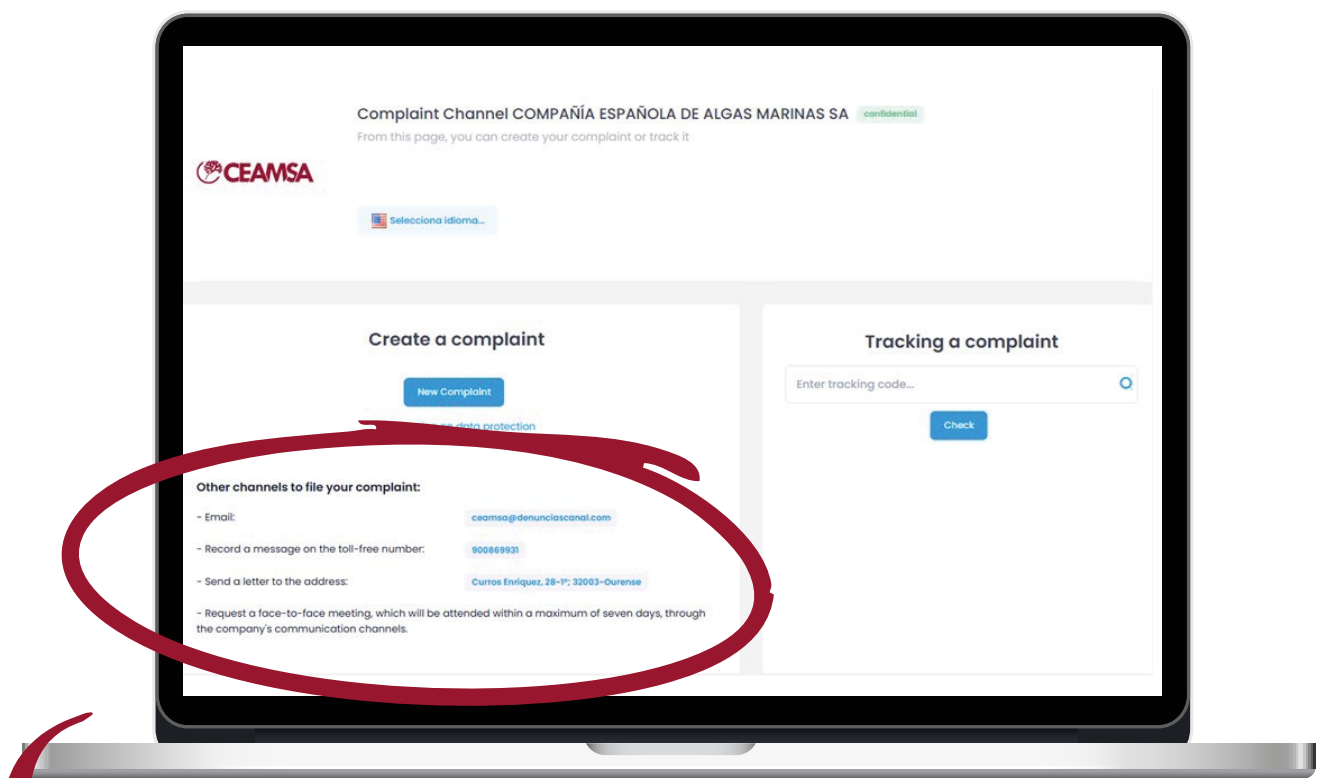 Complaint Channel COMPAÑÍA ESPAÑOLA DE ALGAS MARINAS SA confidential
From this page, you can create your complaint or track it
CEAMSA
Selecciona idioma...
Create a complaint
New Complaint
on data protection
Other channels to file your complaint:
- Email: ceamsa@denunciascanal.com
- Record a message on the toll-free number: 900869931
- Send a letter to the address: Curros Enríquez, 28-1º; 32003-Ourense
- Request a face-to-face meeting, which will be attended within a maximum of seven days, through
the company's communication channels.
Tracking a complaint
Enter tracking code...
Check